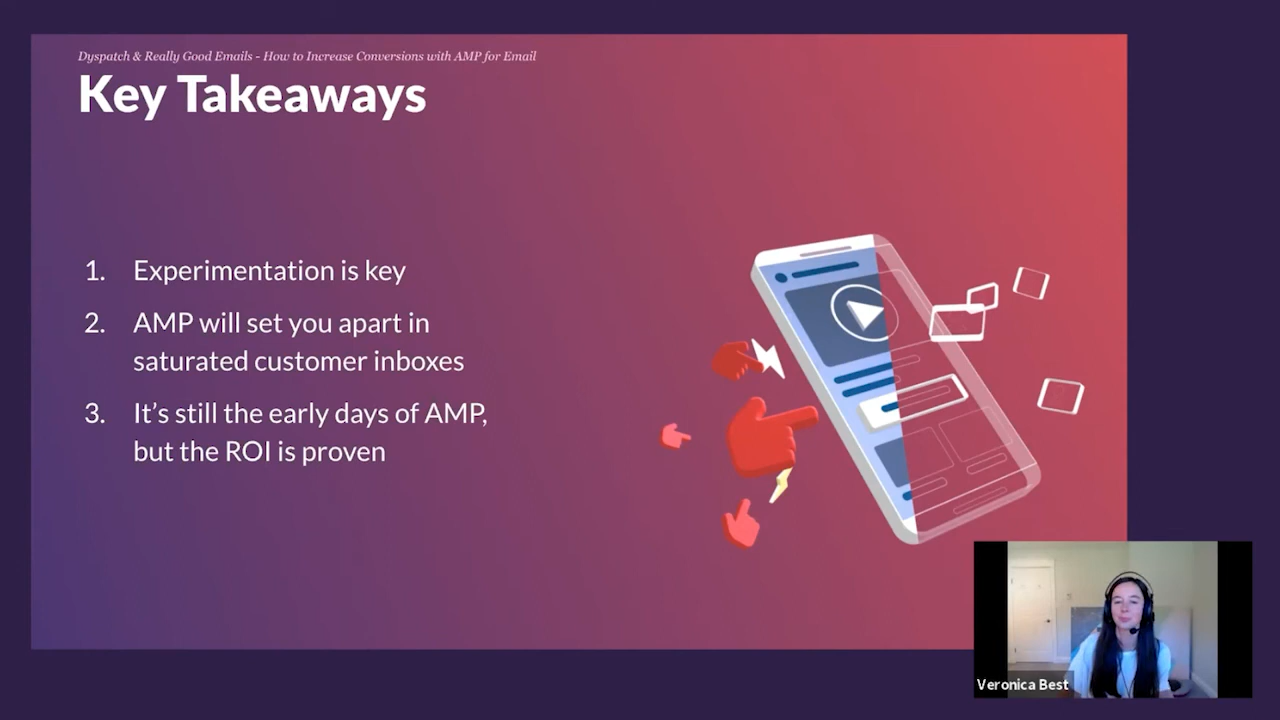 Dyspatch & Really Good Emails - How to Increase Conversions with AMP for Email
Key Takeaways
1. Experimentation is key
2. AMP will set you apart in
saturated customer inboxes
3. It’s still the early days of AMP,
but the ROI is proven
Veronica Best